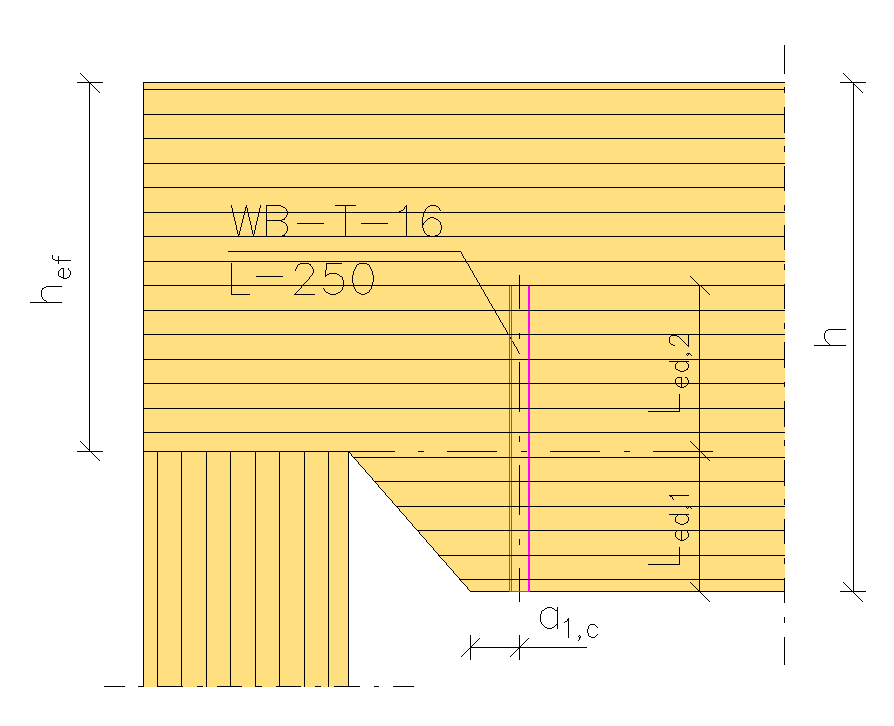 WB-T-16
L-250
h_ef
h
L_ed,2
L_ed,1
a_1,c